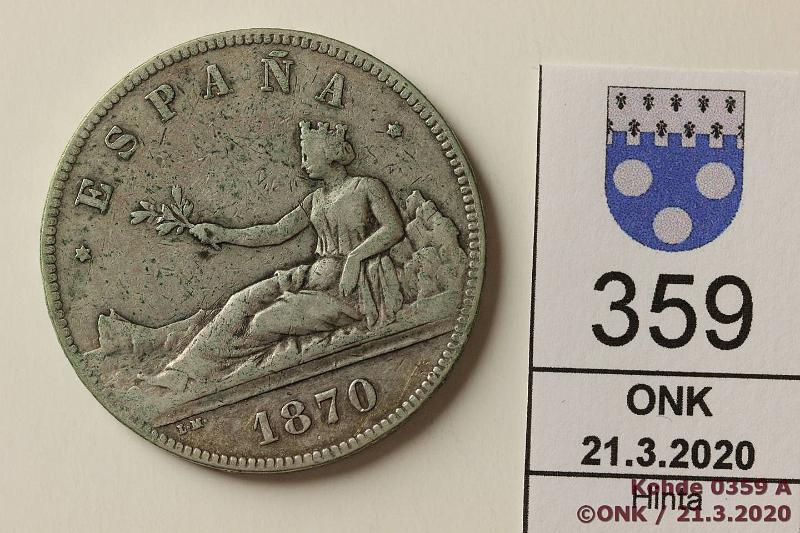 ESPAÑA
L.M.
1870
359
ONK
21.3.2020
Hinta
Kohde 0359 A
©ONK / 21.3.2020